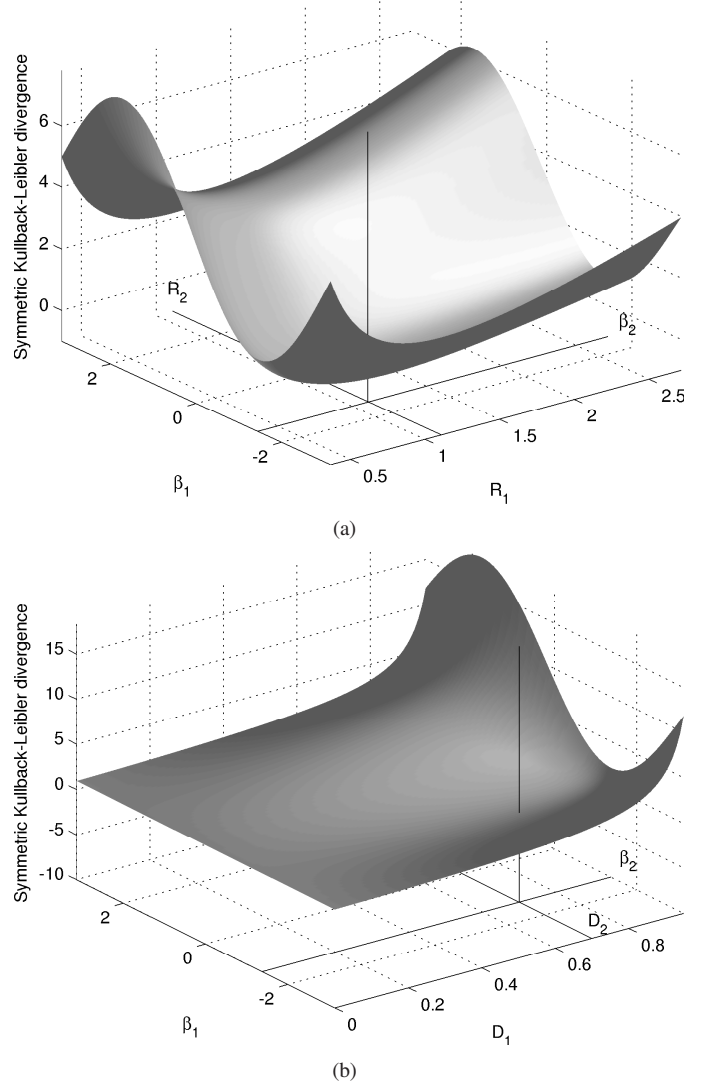 Symmetric Kullback-Leibler divergence
6
4
2
0
R2
β2
2
0
-2
β1
0.5
1
1.5
2
2.5
R1
(a)
Symmetric Kullback-Leibler divergence
15
10
5
0
-5
-10
β2
D2
2
0
-2
β1
0
0.2
0.4
0.6
0.8
D1
(b)